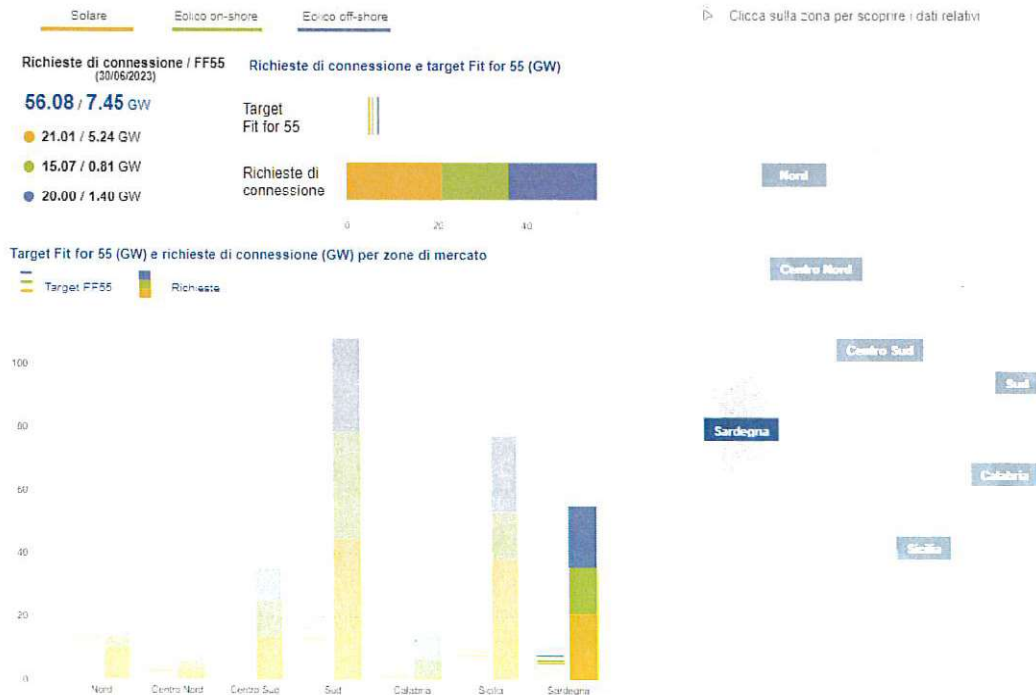 Solare
Eolico on-shore
Eolico off-shore
Clicca sulla zona per scoprire i dati relativi
Richieste di connessione / FF55
(30/06/2023)
56.08 / 7.45 GW
21.01 / 5.24 GW
15.07 / 0.81 GW
20.00 / 1.40 GW
Richieste di connessione e target Fit for 55 (GW)
Target
Fit for 55
Richieste di
connessione
0 20 40
Target Fit for 55 (GW) e richieste di connessione (GW) per zone di mercato
Target FF55
Richieste
100
80
60
40
20
0
Nord
Centro Nord
Centro Sud
Sud
Calabria
Sicilia
Sardegna
Nord
Centro Nord
Centro Sud
Sud
Sardegna
Calabria
Sicilia